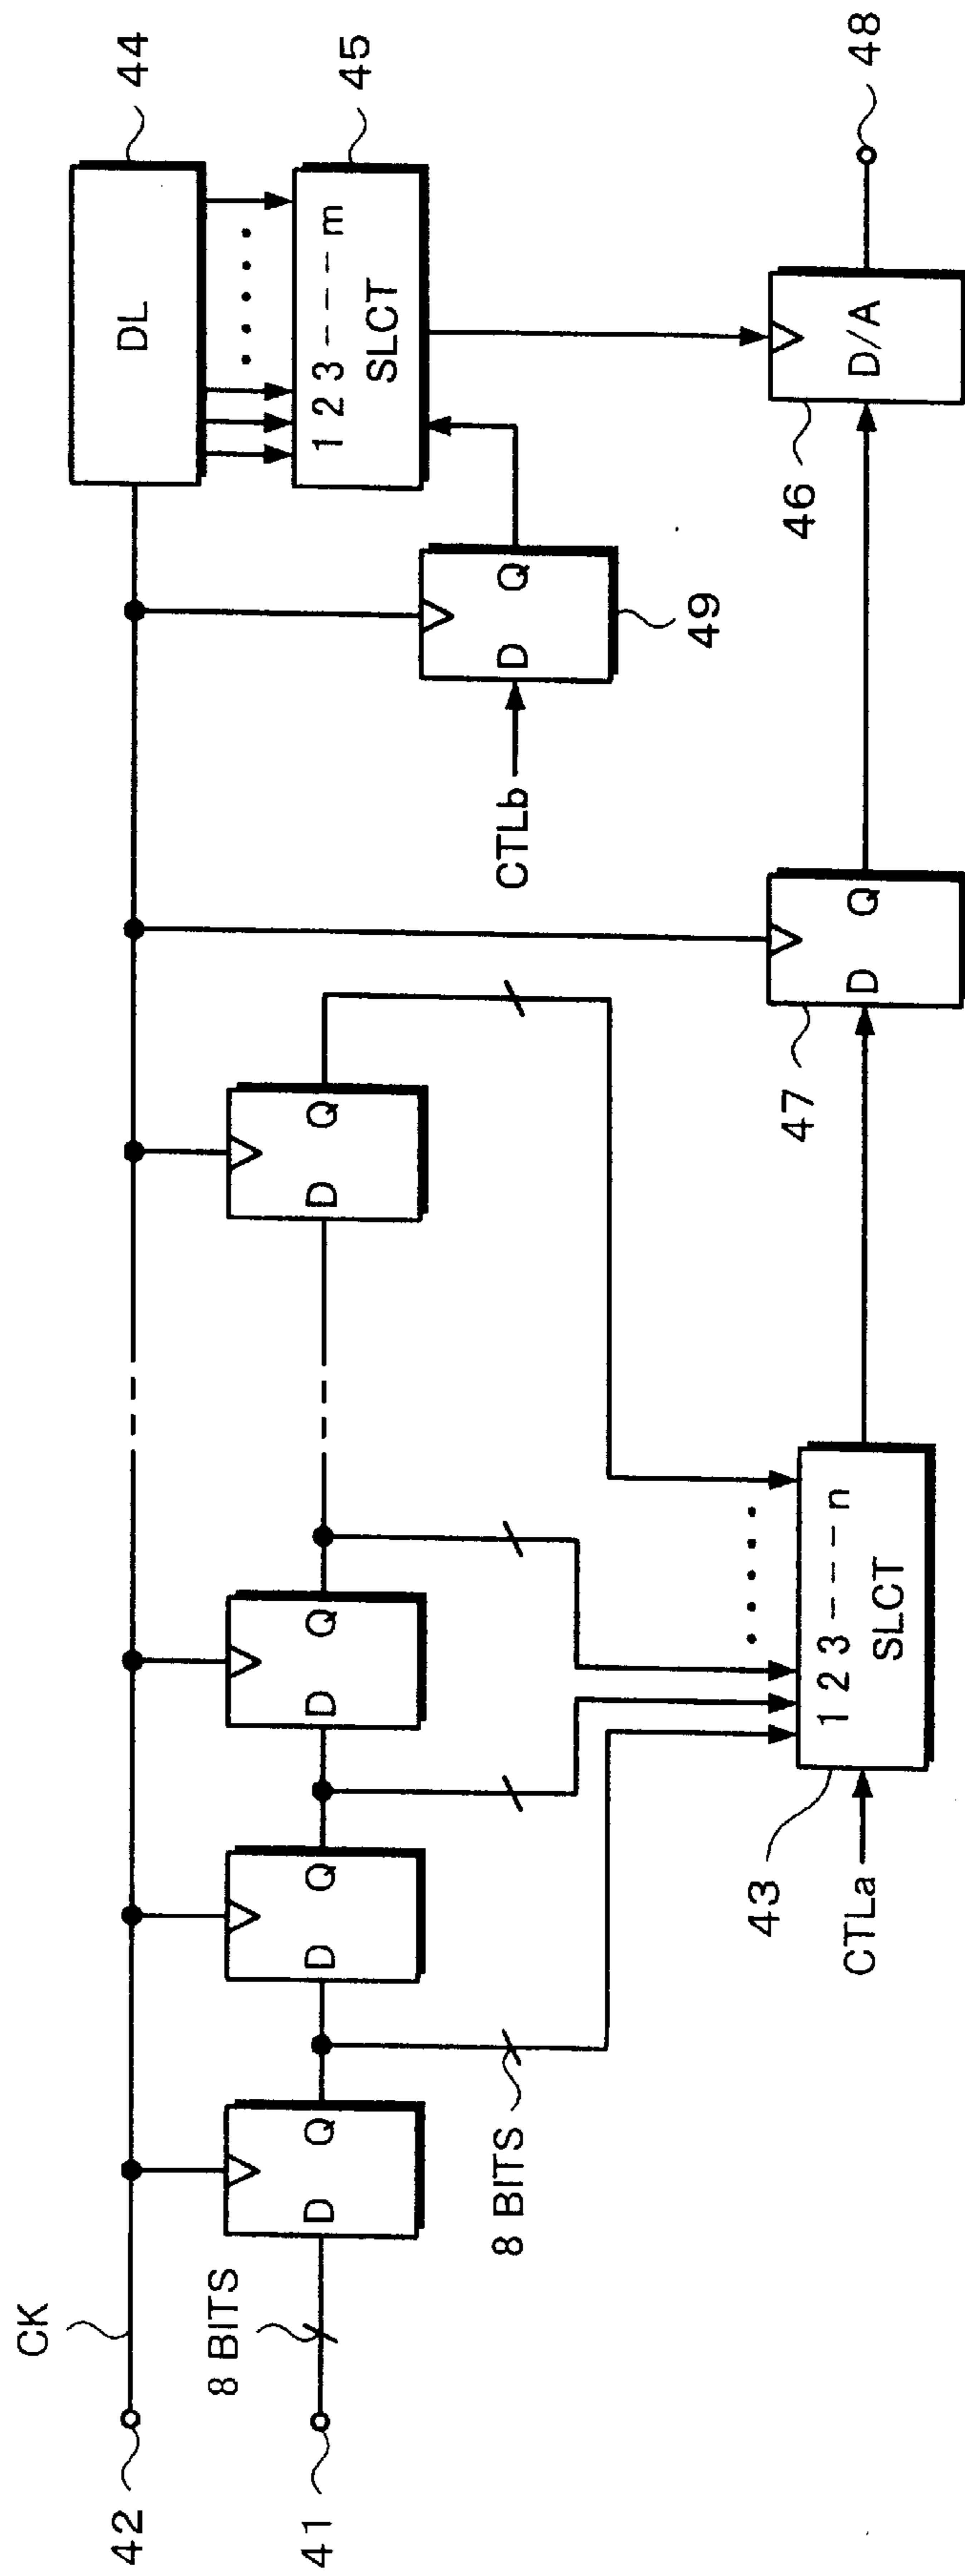 42
CK
41
8 BITS
D Q
D Q
D Q
D Q
8 BITS
DL
44
1 2 3 --- m
SLCT
45
D Q
CTLb
49
CTLa
43
1 2 3 --- n
SLCT
D Q
47
D/A
46
48